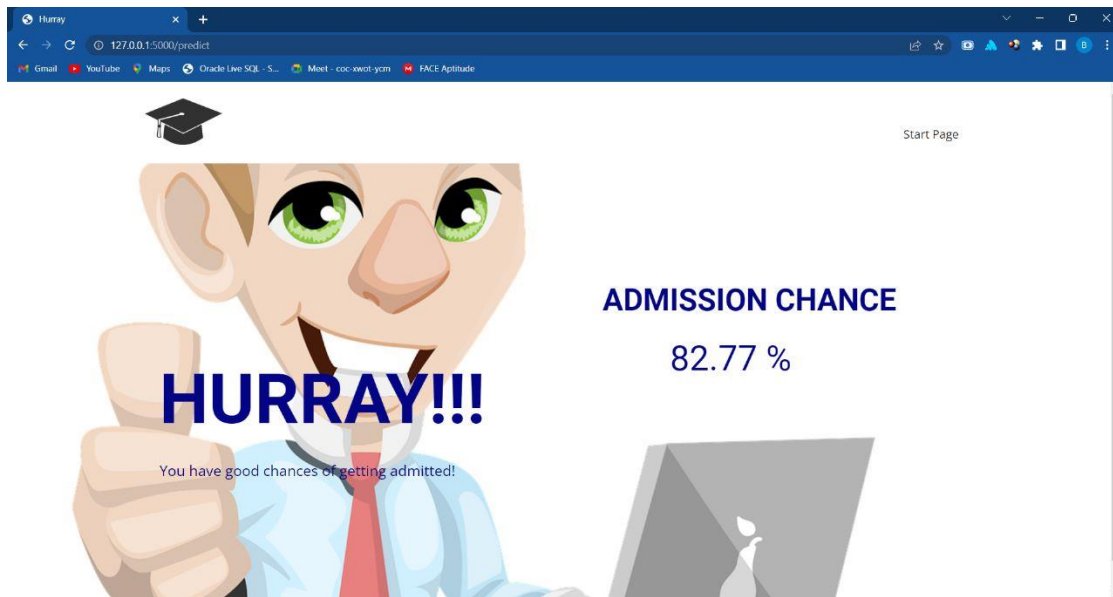 Hurray
127.0.0.1:5000/predict
Gmail YouTube Maps Oracle Live SQL - S... Meet - coc-xwot-ycm FACE Aptitude
Start Page
ADMISSION CHANCE
82.77 %
HURRAY!!!
You have good chances of getting admitted!